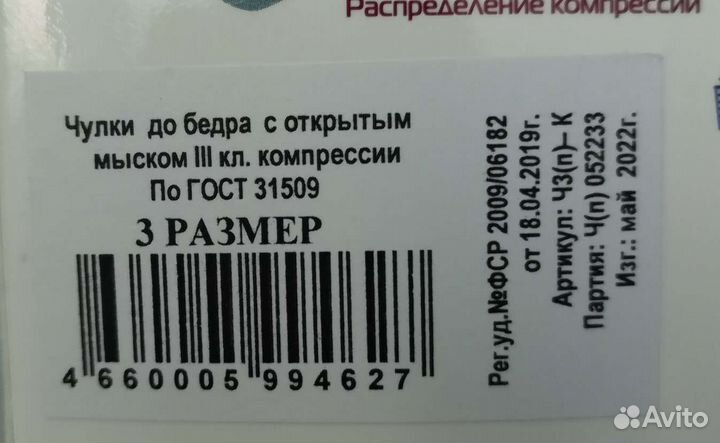 Распределение компрессии
Чулки до бедра с открытым
мыском III кл. компрессии
По ГОСТ 31509
3 РАЗМЕР
4 660005 994627
Рег.уд.№ФСР 2009/06182
от 18.04.2019г.
Артикул: Ч3(п)– К
Партия: Ч(п) 052233
Изг.: май 2022г.
Avito